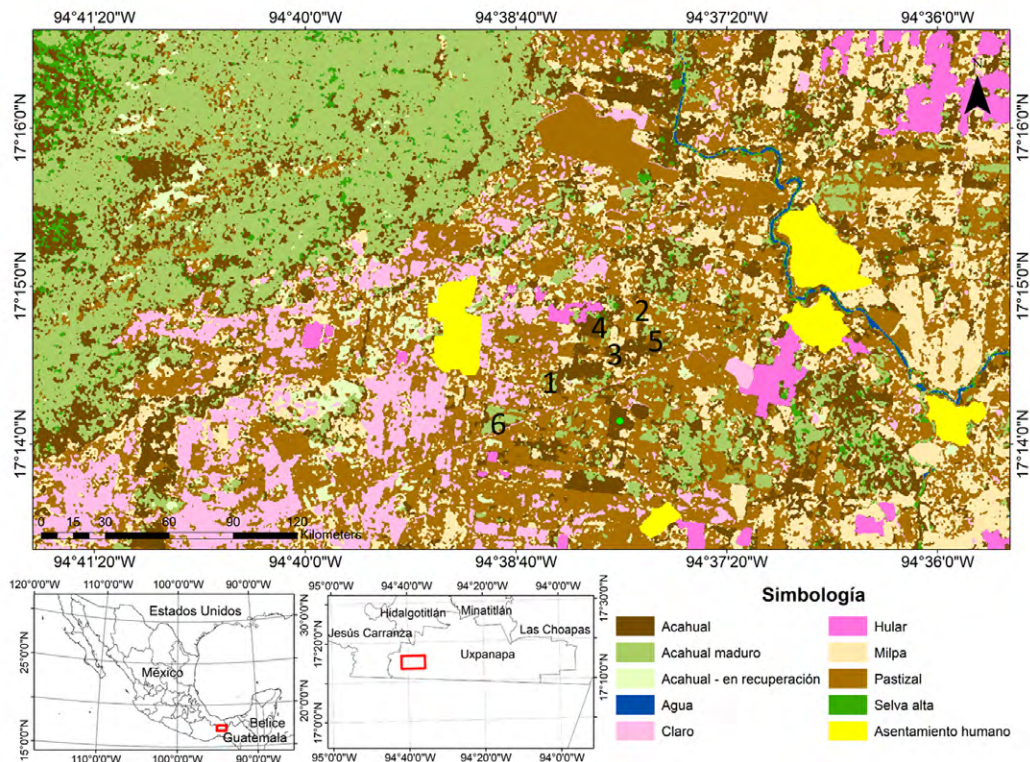 94°41'20"W 94°40'0"W 94°38'40"W 94°37'20"W 94°36'0"W
N
17°16'0"N 17°16'0"N
17°15'0"N 17°15'0"N
2
4
5
3
1
6
17°14'0"N 17°14'0"N
0 15 30 60 90 120
Kilometers
94°41'20"W 94°40'0"W 94°38'40"W 94°37'20"W 94°36'0"W
120°0'0"W 110°0'0"W 100°0'0"W 90°0'0"W
Estados Unidos
30°0'0"N
25°0'0"N
México
20°0'0"N
Belice
Guatemala
15°0'0"N
110°0'0"W 100°0'0"W 90°0'0"W
95°0'0"W 94°40'0"W 94°20'0"W 94°0'0"W
17°30'0"N
Hidalgotitlán Minatitlán
Jesús Carranza Las Choapas
17°20'0"N
Uxpanapa
17°10'0"N
17°0'0"N
95°0'0"W 94°40'0"W 94°20'0"W 94°0'0"W
Simbología
Acahual
Acahual maduro
Acahual - en recuperación
Agua
Claro
Hular
Milpa
Pastizal
Selva alta
Asentamiento humano